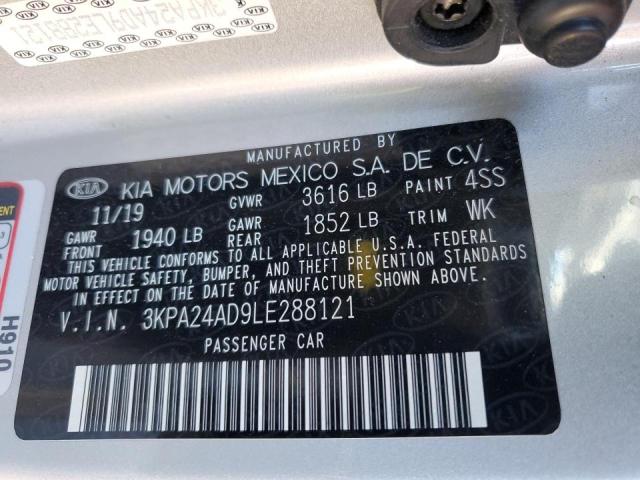 3KPA24AD9LE288121
MANUFACTURED BY
KIA KIA MOTORS MEXICO S.A. DE C.V.
11/19 GVWR 3616 LB PAINT 4SS
GAWR FRONT 1940 LB GAWR REAR 1852 LB TRIM WK
THIS VEHICLE CONFORMS TO ALL APPLICABLE U.S.A. FEDERAL
MOTOR VEHICLE SAFETY, BUMPER, AND THEFT PREVENTION STANDARDS
IN EFFECT ON THE DATE OF MANUFACTURE SHOWN ABOVE.
V.I.N. 3KPA24AD9LE288121
PASSENGER CAR
H910